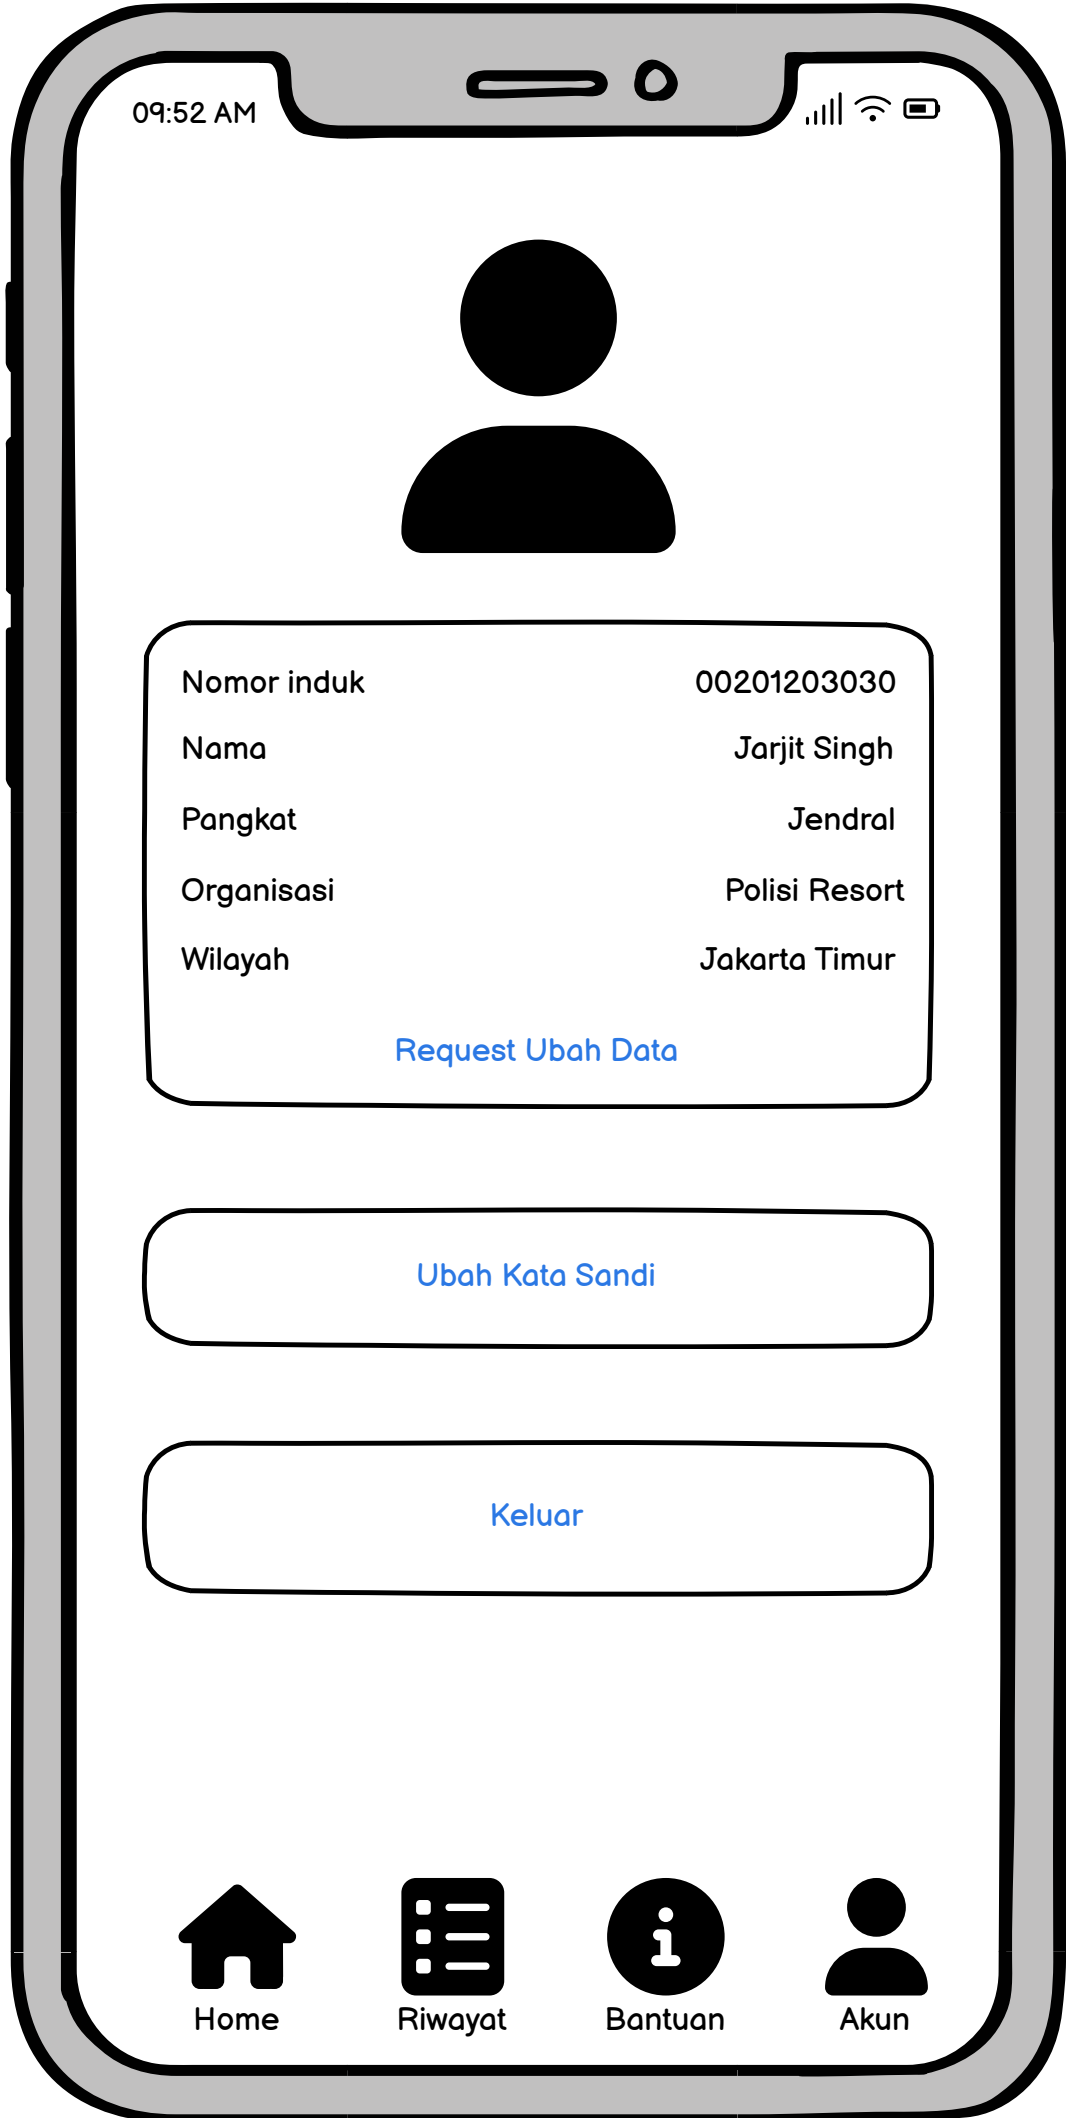 09:52 AM
Nomor induk 00201203030
Nama Jarjit Singh
Pangkat Jendral
Organisasi Polisi Resort
Wilayah Jakarta Timur
Request Ubah Data
Ubah Kata Sandi
Keluar
Home Riwayat Bantuan Akun